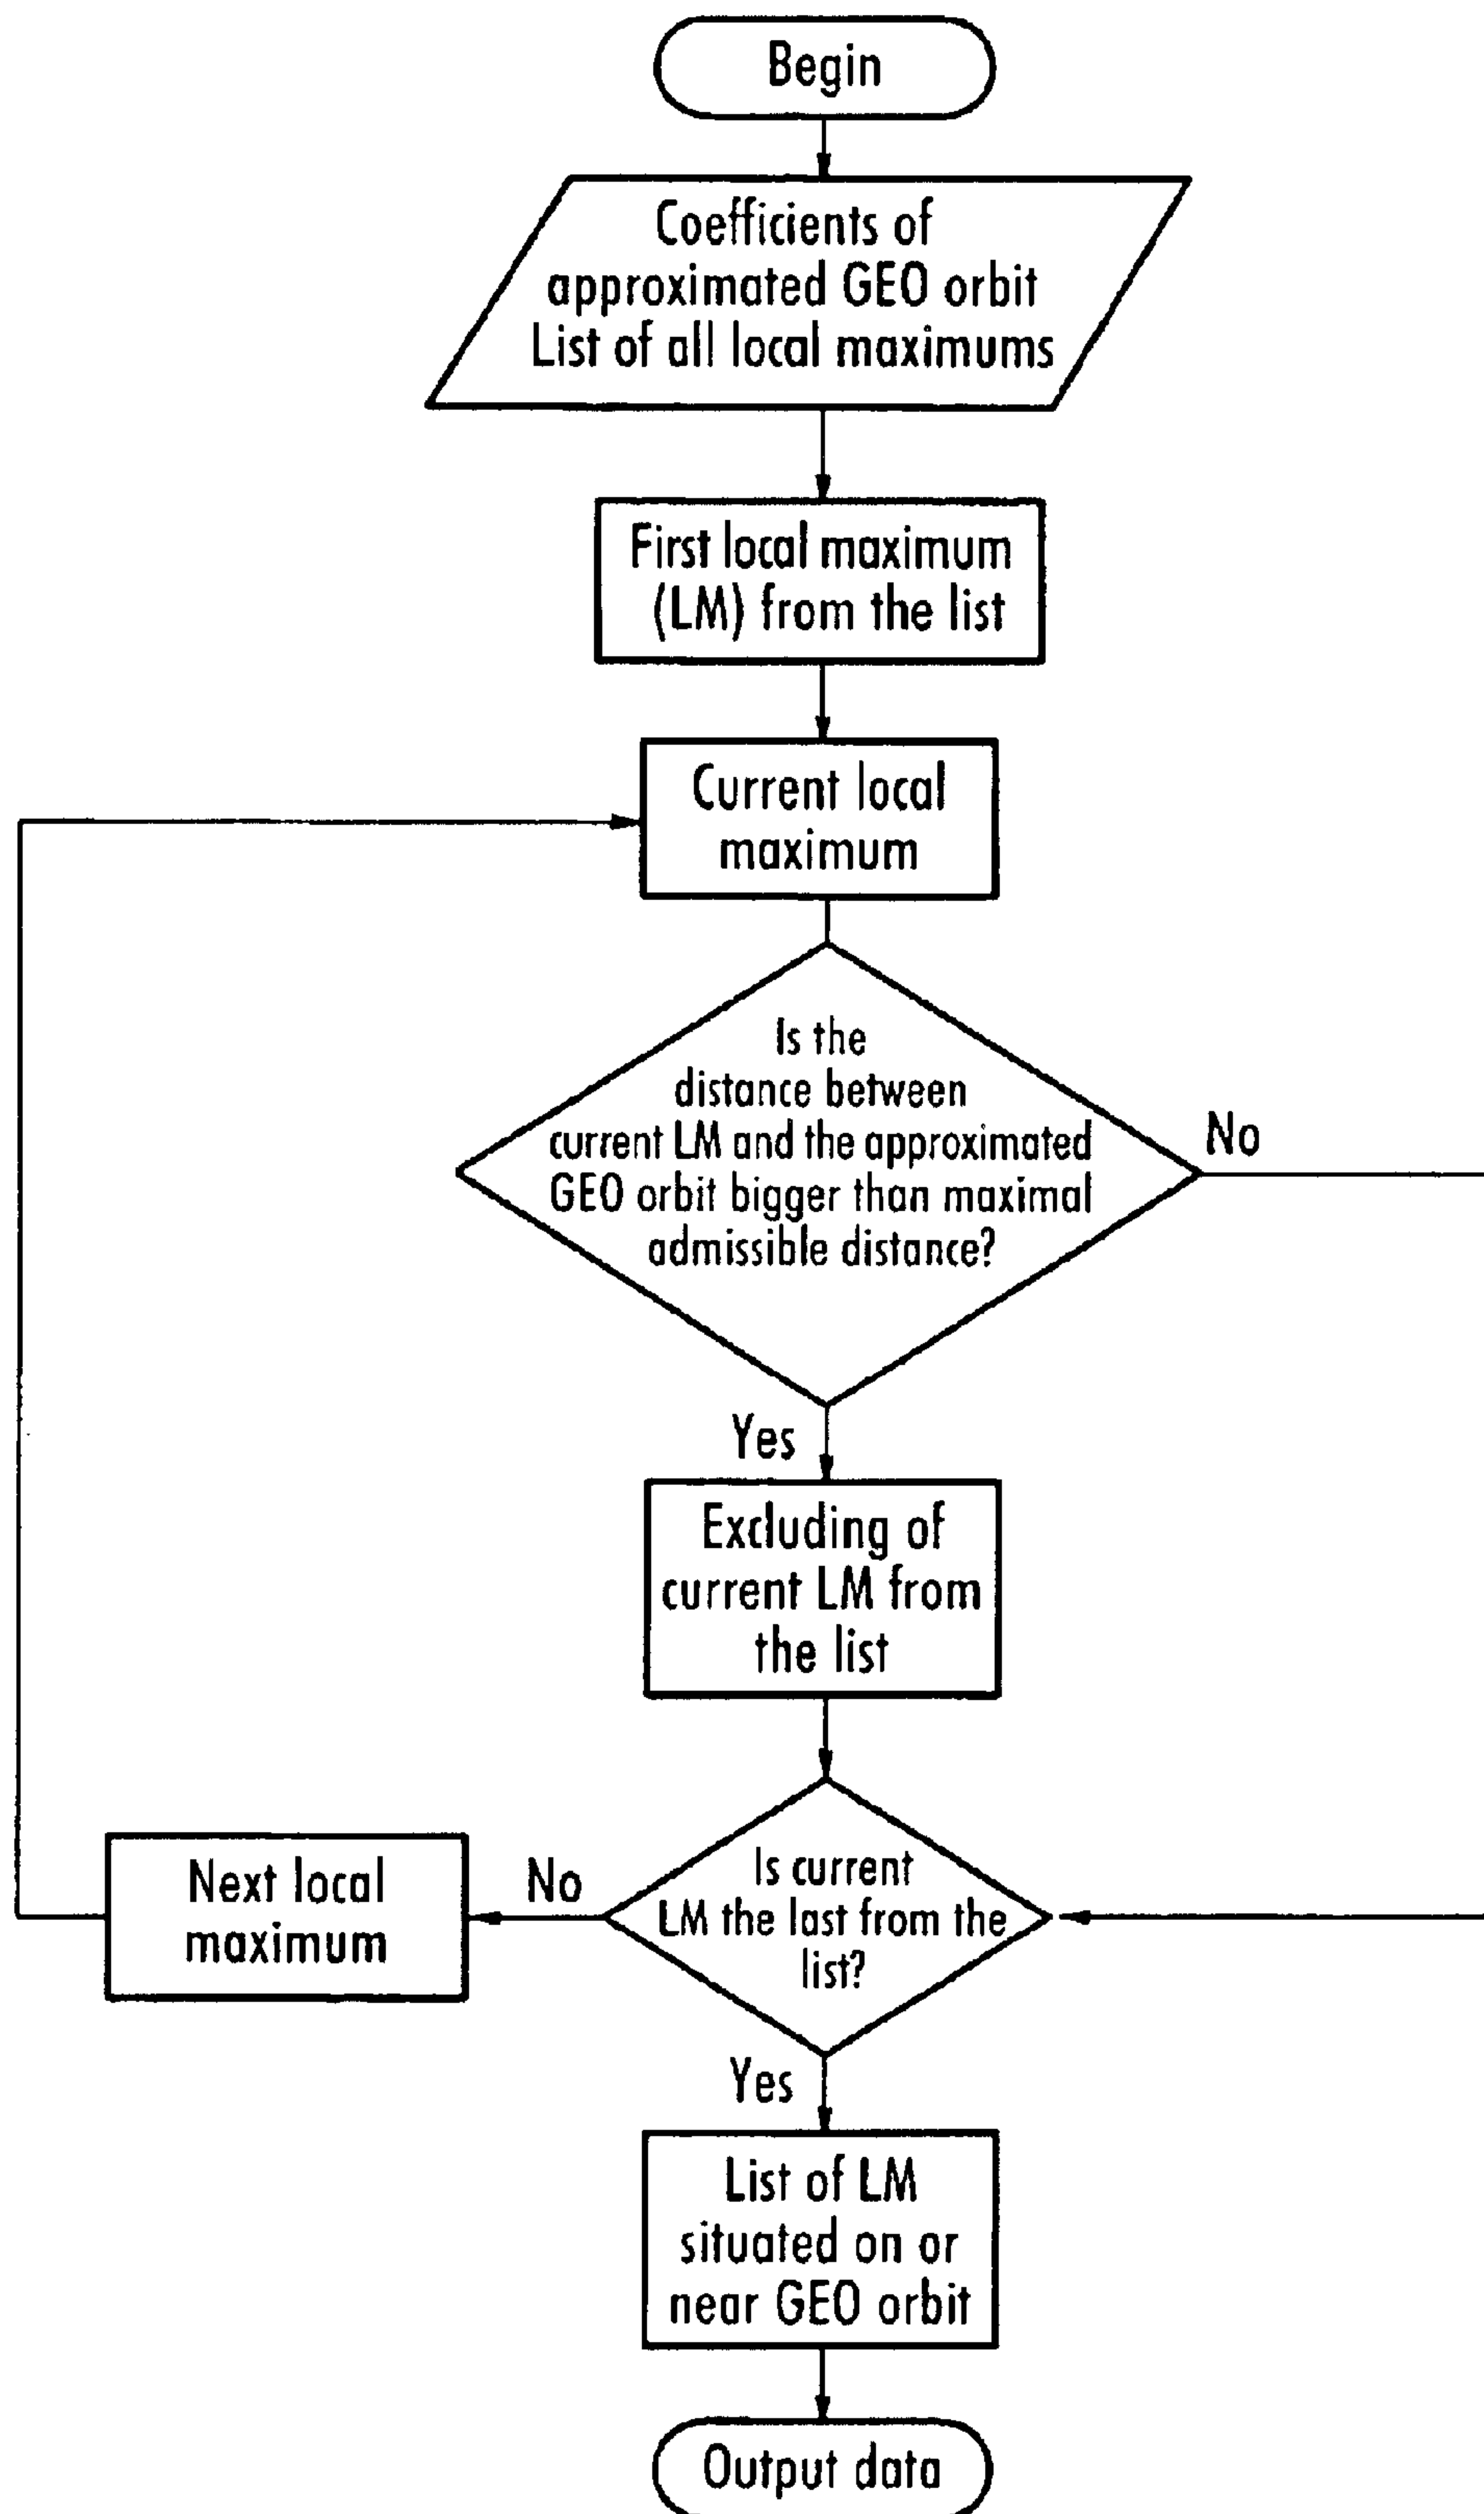 Begin
Coefficients of
approximated GEO orbit
List of all local maximums
First local maximum
(LM) from the list
Current local
maximum
Is the
distance between
current LM and the approximated
GEO orbit bigger than maximal
admissible distance?
No
Yes
Excluding of
current LM from
the list
Is current
LM the last from the
list?
No
Next local
maximum
Yes
List of LM
situated on or
near GEO orbit
Output data